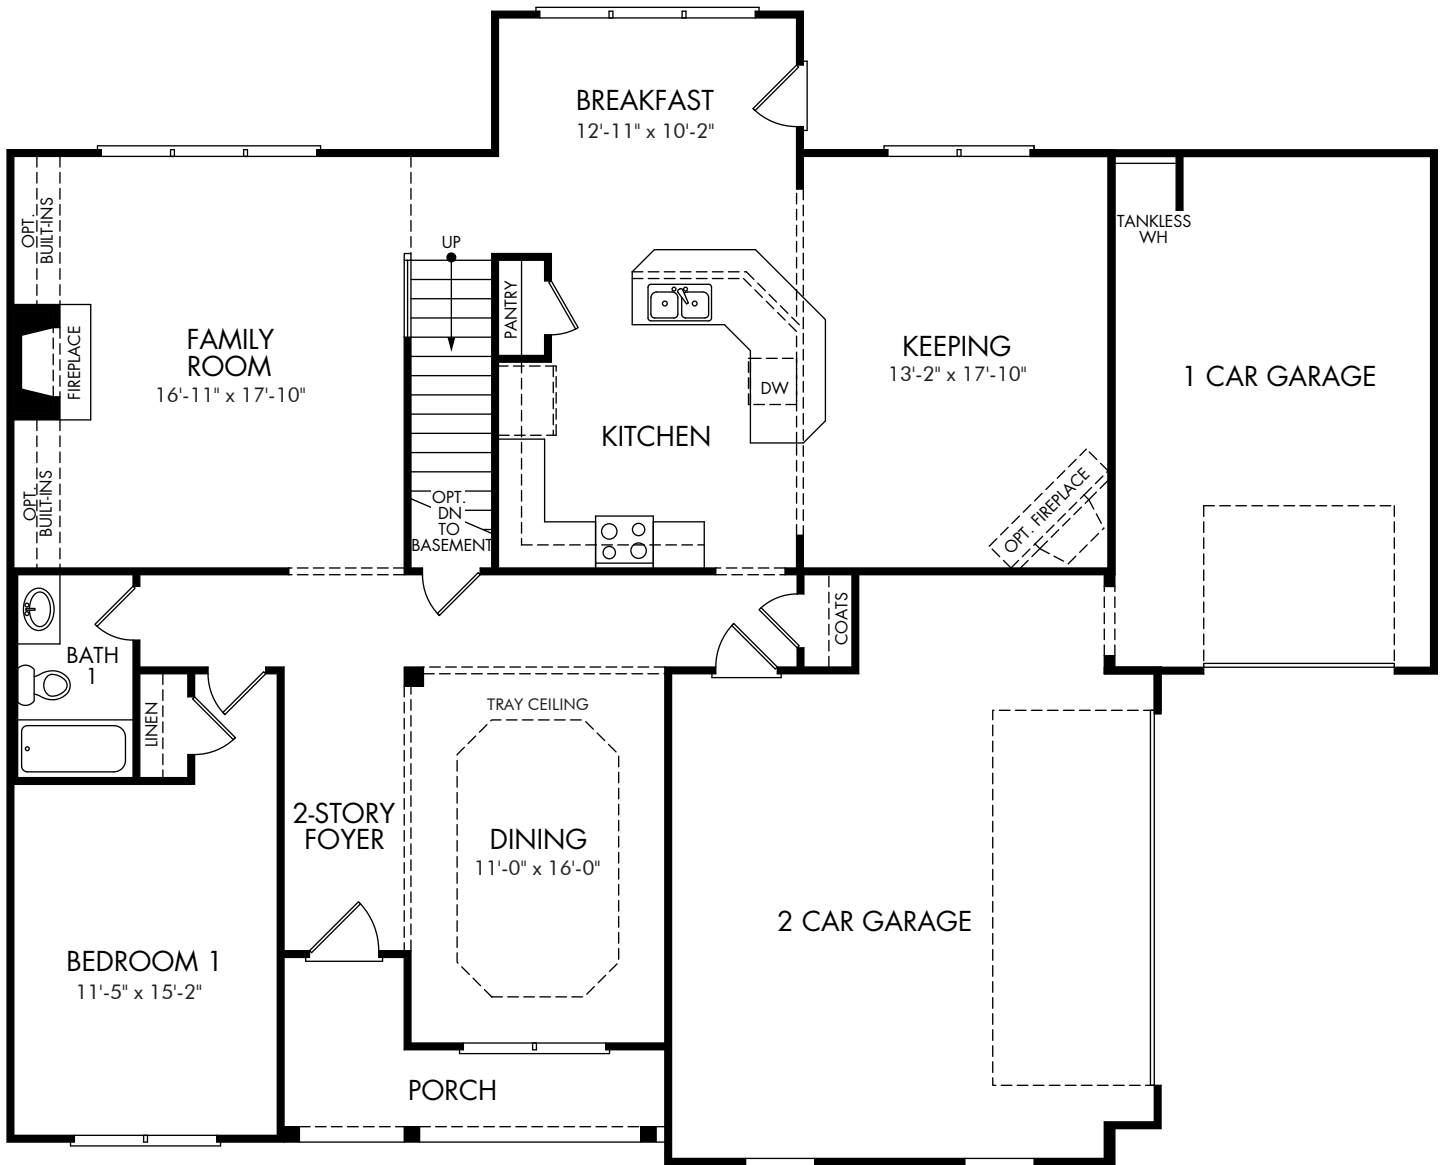 BREAKFAST
12'-11" x 10'-2"
OPT.
BUILT-INS
UP
TANKLESS
WH
PANTRY
FIREPLACE
FAMILY
ROOM
16'-11" x 17'-10"
KEEPING
13'-2" x 17'-10"
1 CAR GARAGE
DW
KITCHEN
OPT.
BUILT-INS
OPT.
DN
TO
BASEMENT
OPT. FIREPLACE
COATS
BATH
1
LINEN
TRAY CEILING
2-STORY
FOYER
DINING
11'-0" x 16'-0"
2 CAR GARAGE
BEDROOM 1
11'-5" x 15'-2"
PORCH